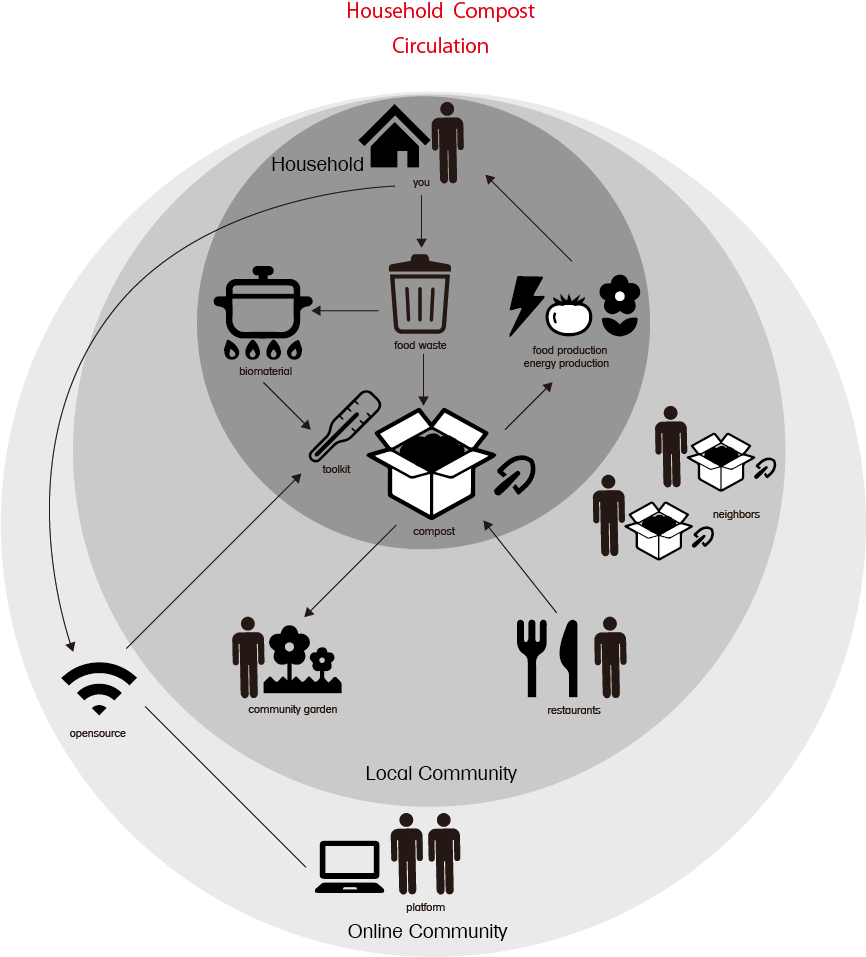 Household Compost
Circulation
Household
you
food waste
biomaterial
food production
energy production
toolkit
compost
neighbors
community garden
restaurants
opensource
Local Community
platform
Online Community